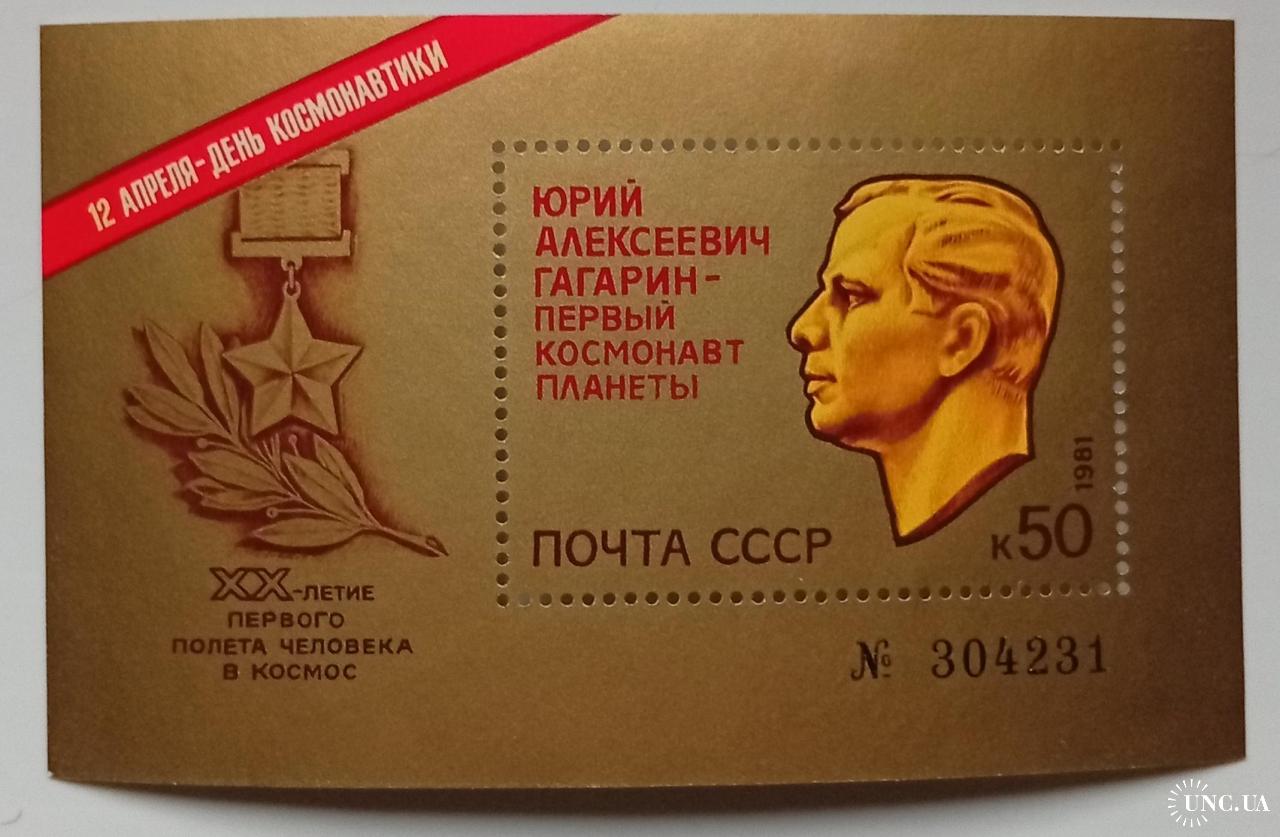 12 АПРЕЛЯ - ДЕНЬ КОСМОНАВТИКИ
ЮРИЙ
АЛЕКСЕЕВИЧ
ГАГАРИН -
ПЕРВЫЙ
КОСМОНАВТ
ПЛАНЕТЫ
1981
ПОЧТА СССР
к50
XX-ЛЕТИЕ
ПЕРВОГО
ПОЛЕТА ЧЕЛОВЕКА
В КОСМОС
№ 304231
UNC.UA